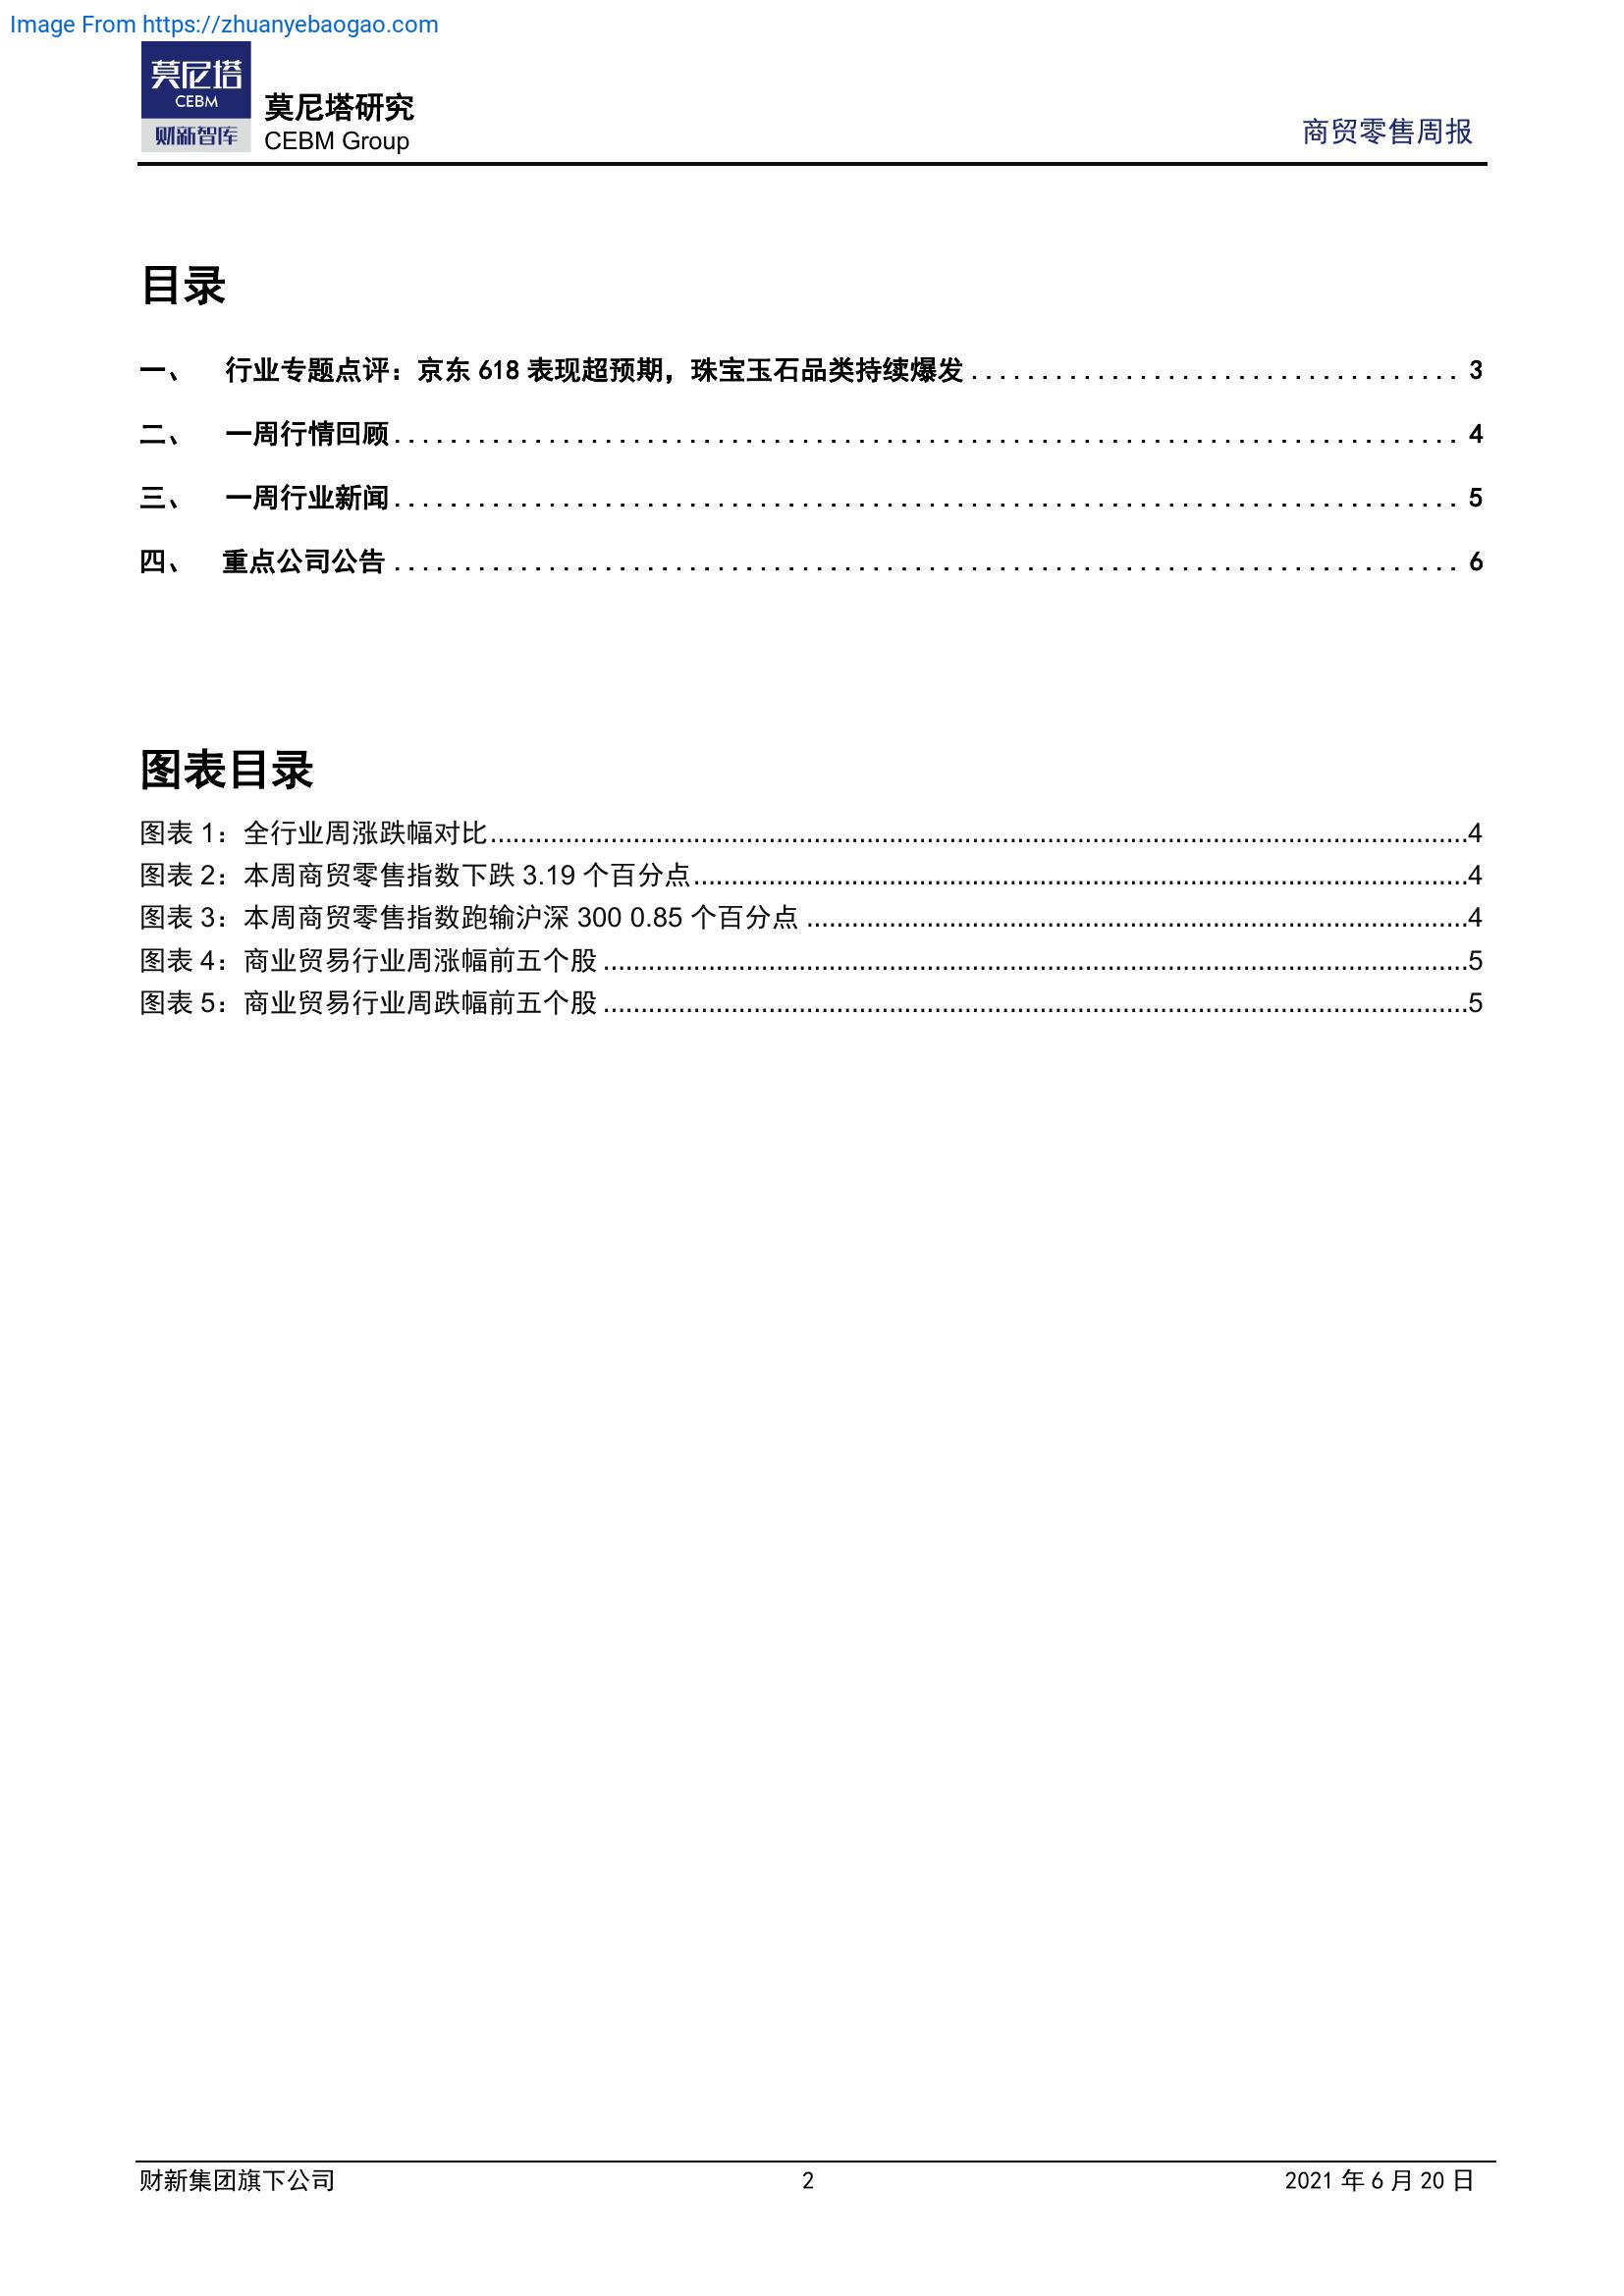 Image From https://zhuanyebaogao.com
莫尼塔
CEBM
财新智库
莫尼塔研究
CEBM Group
商贸零售周报
目录
一、 行业专题点评：京东 618 表现超预期，珠宝玉石品类持续爆发 3
二、 一周行情回顾 4
三、 一周行业新闻 5
四、 重点公司公告 6
图表目录
图表 1：全行业周涨跌幅对比 4
图表 2：本周商贸零售指数下跌 3.19 个百分点 4
图表 3：本周商贸零售指数跑输沪深 300 0.85 个百分点 4
图表 4：商业贸易行业周涨幅前五个股 5
图表 5：商业贸易行业周跌幅前五个股 5
财新集团旗下公司 2 2021 年 6 月 20 日